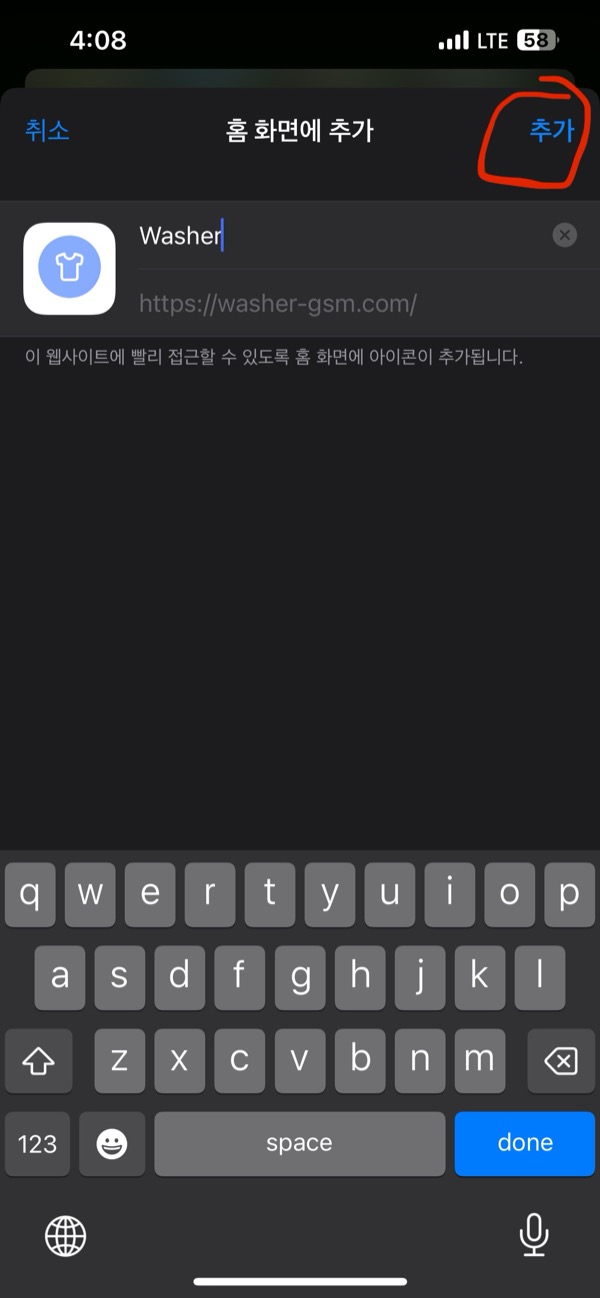 4:08 LTE 58
취소 홈 화면에 추가 추가
Washer
https://washer-gsm.com/
이 웹사이트에 빨리 접근할 수 있도록 홈 화면에 아이콘이 추가됩니다.
q w e r t y u i o p
a s d f g h j k l
z x c v b n m
123 space done